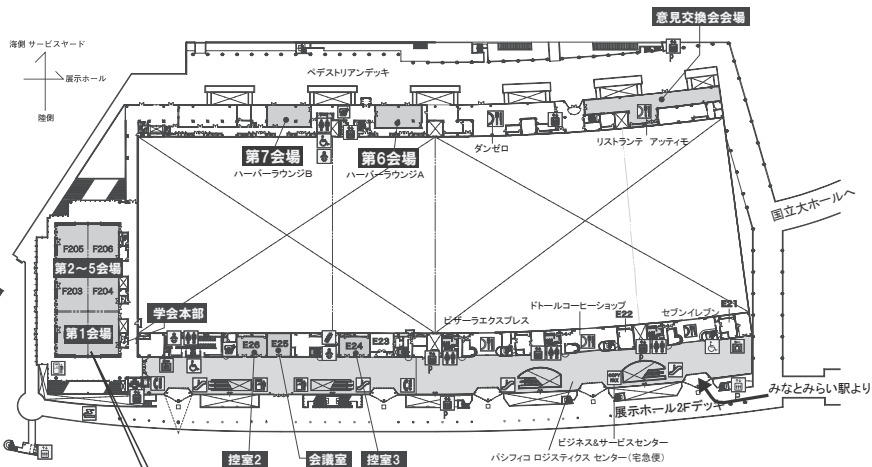 意見交換会会場
海側 サービスヤード
展示ホール
陸側
ペデストリアンデッキ
第7会場
ハーバーラウンジB
第6会場
ハーバーラウンジA
ダンゼロ
リストランテ アッティモ
国立大ホールへ
F205
F206
第2～5会場
F203
F204
第1会場
学会本部
ピザーラエクスプレス
ドトールコーヒーショップ
セブンイレブン
E21
E22
E23
E24
E25
E26
みなとみらい駅より
展示ホール2Fデッキ
ビジネス&サービスセンター
パシフィコ ロジスティクス センター(宅急便)
控室2
会議室
控室3